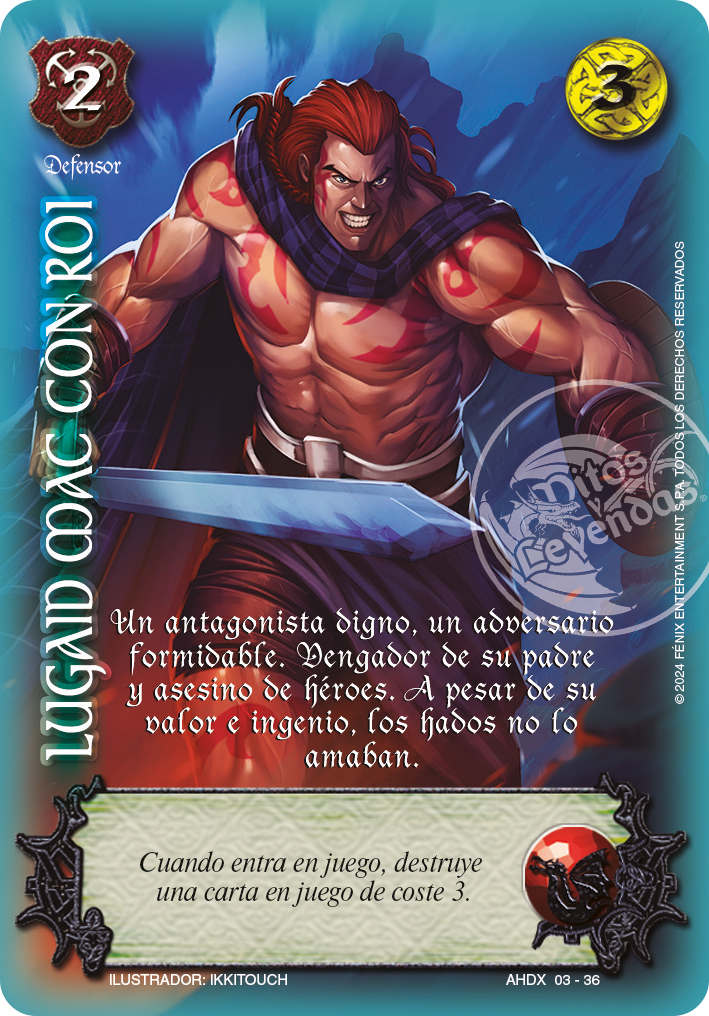 2
3
Defensor
LUGAID MAC CON ROI
Un antagonista digno, un adversario
formidable. Vengador de su padre
y asesino de héroes. A pesar de su
valor e ingenio, los hados no lo
amaban.
Cuando entra en juego, destruye
una carta en juego de coste 3.
Mitos
y
Leyendas®
©2024 FÉNIX ENTERTAINMENT S.P.A. TODOS LOS DERECHOS RESERVADOS
ILUSTRADOR: IKKITOUCH
AHDX 03 - 36